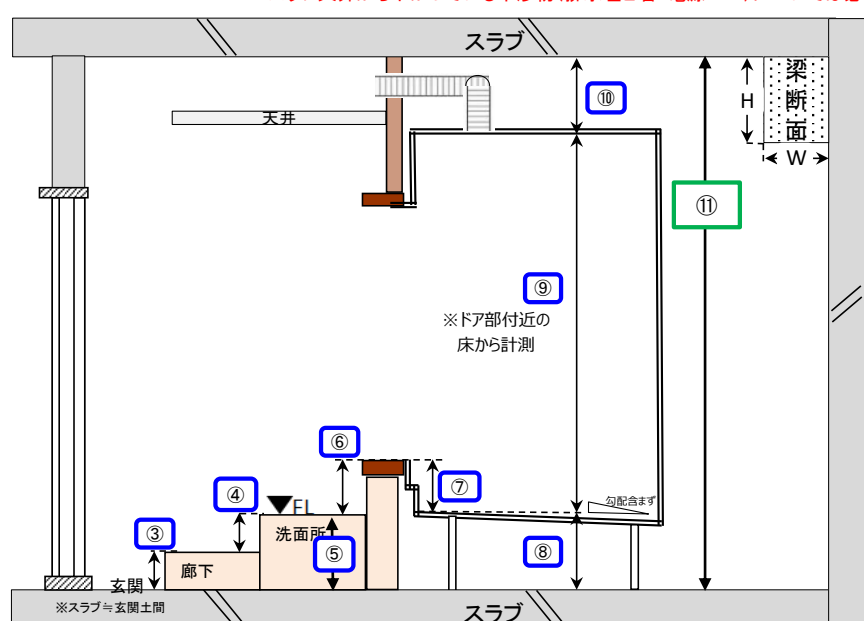 スラブ
⑩
梁断面
H
W
天井
⑪
⑨
※ドア部付近の
床から計測
⑥
④
FL
⑦
勾配含まず
③
洗面所
⑤
⑧
廊下
玄関
※スラブ≒玄関土間
スラブ